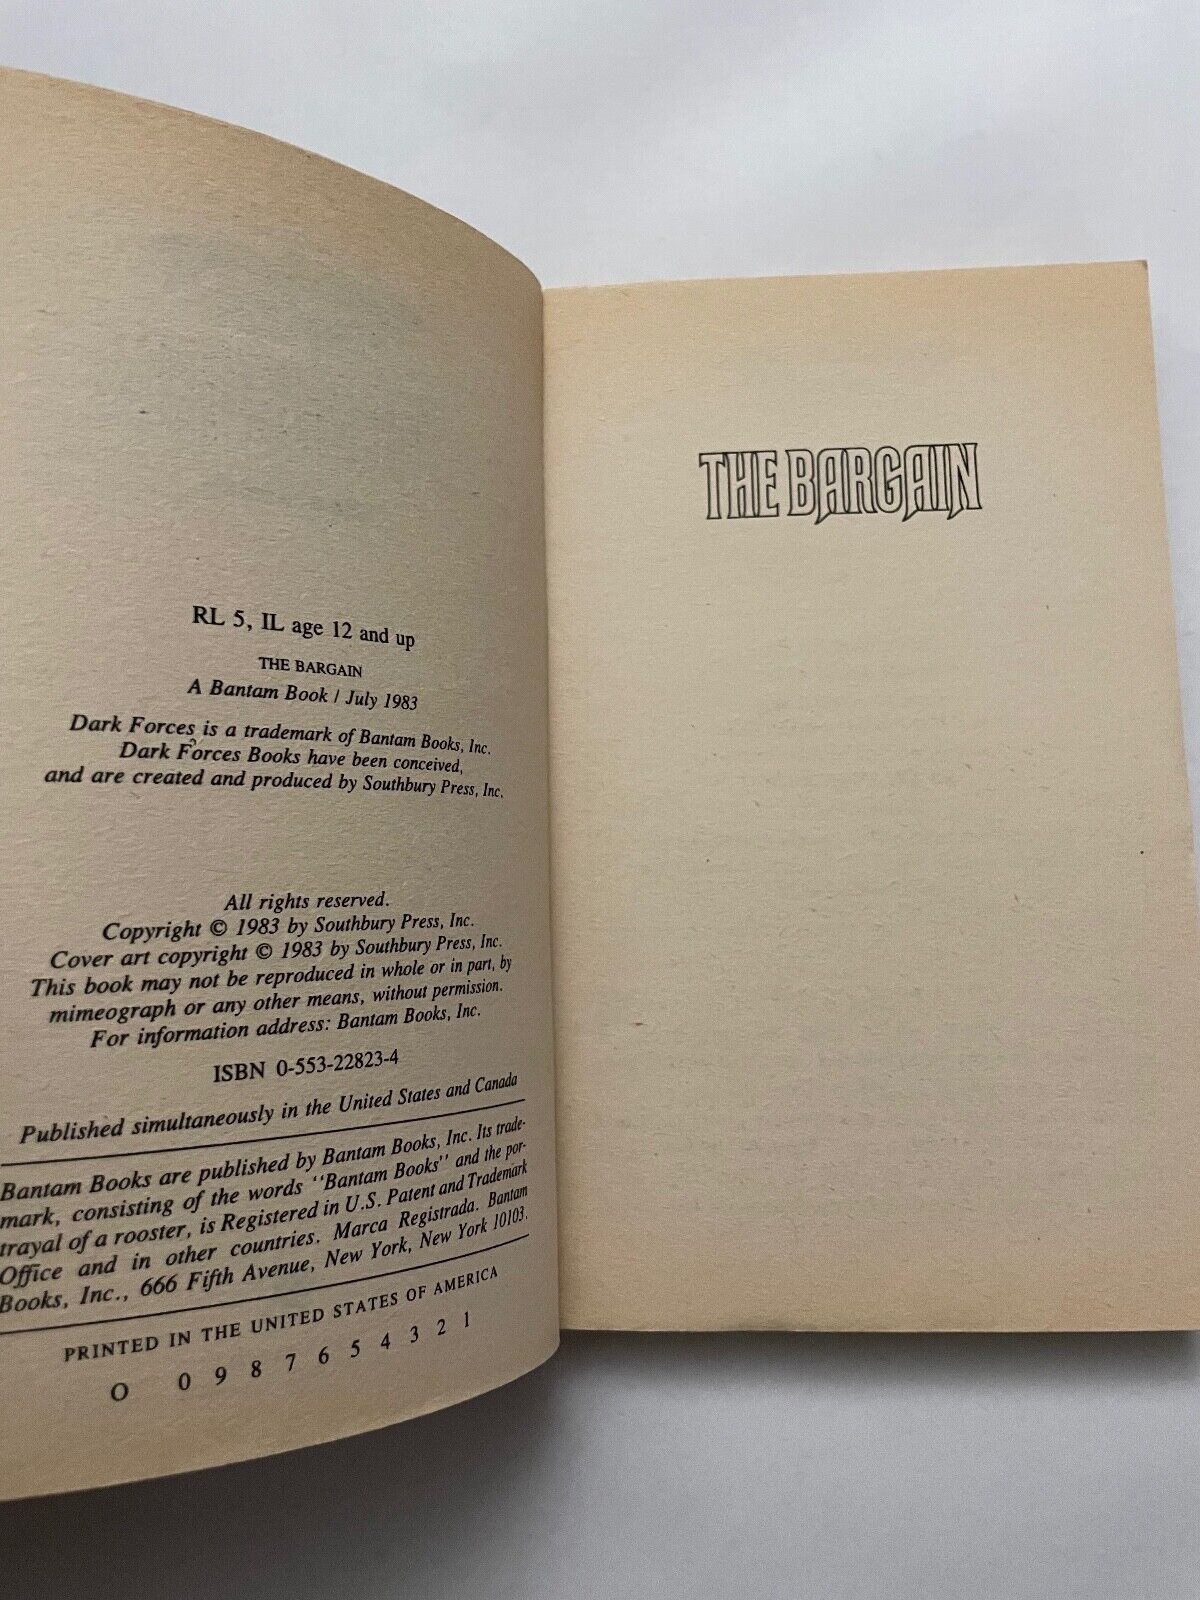 RL 5, IL age 12 and up
THE BARGAIN
A Bantam Book / July 1983
Dark Forces is a trademark of Bantam Books, Inc.
Dark Forces Books have been conceived,
and are created and produced by Southbury Press, Inc.
All rights reserved.
Copyright © 1983 by Southbury Press, Inc.
Cover art copyright © 1983 by Southbury Press, Inc.
This book may not be reproduced in whole or in part, by
mimeograph or any other means, without permission.
For information address: Bantam Books, Inc.
ISBN 0-553-22823-4
Published simultaneously in the United States and Canada
Bantam Books are published by Bantam Books, Inc. Its trade-
mark, consisting of the words "Bantam Books" and the por-
trayal of a rooster, is Registered in U.S. Patent and Trademark
Office and in other countries. Marca Registrada. Bantam
Books, Inc., 666 Fifth Avenue, New York, New York 10103.
PRINTED IN THE UNITED STATES OF AMERICA
O 0 9 8 7 6 5 4 3 2 1
THE BARGAIN